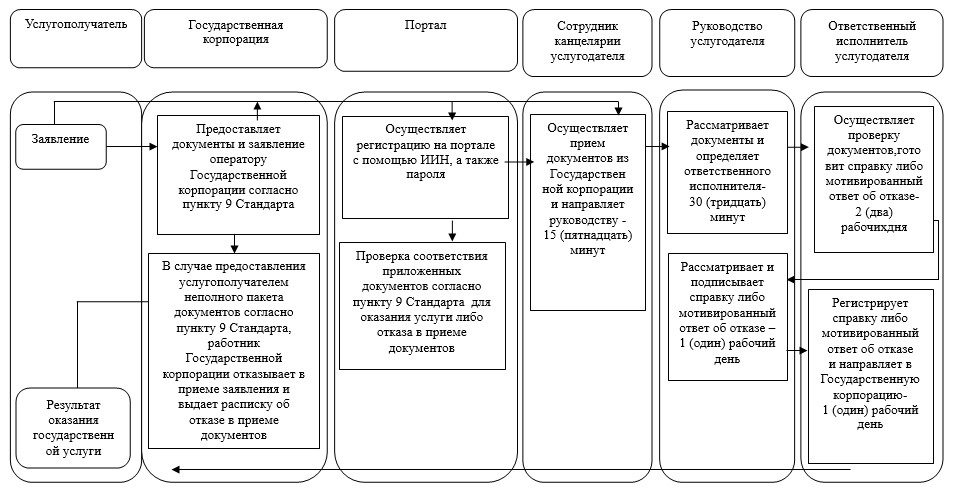 Услугополучатель
Государственная
корпорация
Портал
Сотрудник
канцелярии
услугодателя
Руководство
услугодателя
Ответственный
исполнитель
услугодателя
Заявление
Предоставляет
документы и заявление
оператору
Государственной
корпорации согласно
пункту 9 Стандарта
В случае предоставления
услугополучателем
неполного пакета
документов согласно
пункту 9 Стандарта,
работник
Государственной
корпорации отказывает в
приеме заявления и
выдает расписку об
отказе в приеме
документов
Результат
оказания
государственн
ой услуги
Осуществляет
регистрацию на портале
с помощью ИИН, а также
пароля
Проверка соответствия
приложенных
документов согласно
пункту 9 Стандарта для
оказания услуги либо
отказа в приеме
документов
Осуществляет
прием
документов из
Государствен
ной корпорации
и направляет
руководству -
15 (пятнадцать)
минут
Рассматривает
документы и
определяет
ответственного
исполнителя-
30 (тридцать)
минут
Рассматривает и
подписывает
справку либо
мотивированный
ответ об отказе –
1 (один) рабочий
день
Осуществляет
проверку
документов,гото
вит справку либо
мотивированный
ответ об отказе-
2 (два)
рабочихдня
Регистрирует
справку либо
мотивированный
ответ об отказе
и направляет в
Государственную
корпорацию-
1 (один) рабочий
день